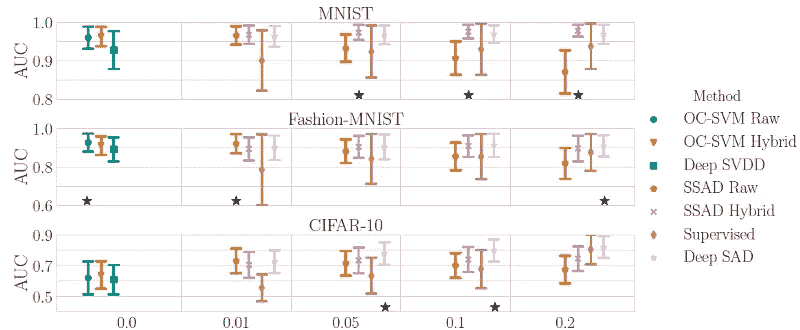 MNIST
AUC
1.0
0.9
0.8
Fashion-MNIST
AUC
1.0
0.8
0.6
CIFAR-10
AUC
0.9
0.7
0.5
0.0 0.01 0.05 0.1 0.2
Method
OC-SVM Raw
OC-SVM Hybrid
Deep SVDD
SSAD Raw
SSAD Hybrid
Supervised
Deep SAD